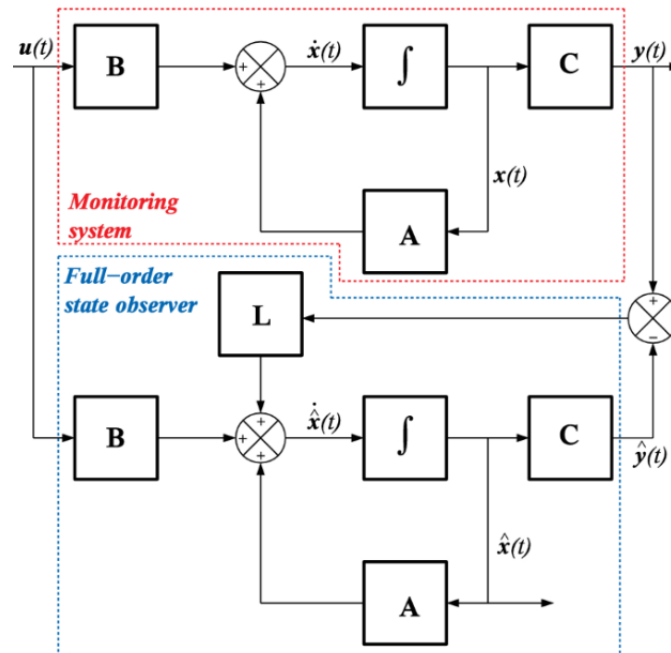 u(t)
B
+
+
ẋ(t)
∫
C
y(t)
x(t)
A
Monitoring
system
Full–order
state observer
L
+
−
B
+
+
+
x̂̇(t)
∫
C
ŷ(t)
x̂(t)
A